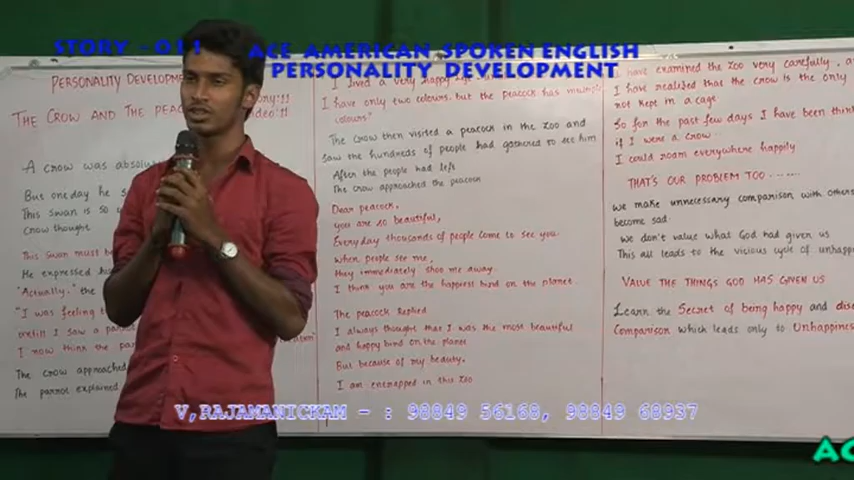 STORY - 011
ACE AMERICAN SPOKEN ENGLISH
PERSONALITY DEVELOPMENT
PERSONALITY DEVELOPM
THE CROW AND THE PEAC
A crow was absolu
But one day he s
This swan is so
crow thought
This swan must
He expressed his
"Actually," the
"I was feeling
until I saw a
I now think the par
The crow approached
The parrot explained
I lived a very happy
I have only two colours, but the peacock has multiple
colours"
The crow then visited a peacock in the zoo and
saw the hundreds of people had gathered to see him
After the people had left
The crow approached the peacock
Dear peacock,
you are so beautiful,
Everyday thousands of people come to see you.
When people see me,
they immediately shoo me away.
I think you are the happiest bird on the planet.
The peacock replied
I always thought that I was the most beautiful
and happy bird on the planet
But because of my beauty.
I am entrapped in this zoo
I have examined the zoo very carefully, a
I have realized that the crow is the only
not kept in a cage
So for the past few days I have been think
if I were a crow..
I could roam everywhere happily
THAT'S OUR PROBLEM TOO ......
we make unnecessary comparison with others
become sad
we don't value what God had given us
This all leads to the vicious cycle of unhapp
VALUE THE THINGS GOD HAS GIVEN US
Learn the Secret of being happy and dis
Comparison which leads only to Unhappines
V,RAJAMANICKAM - : 98849 56168, 98849 68937
AC